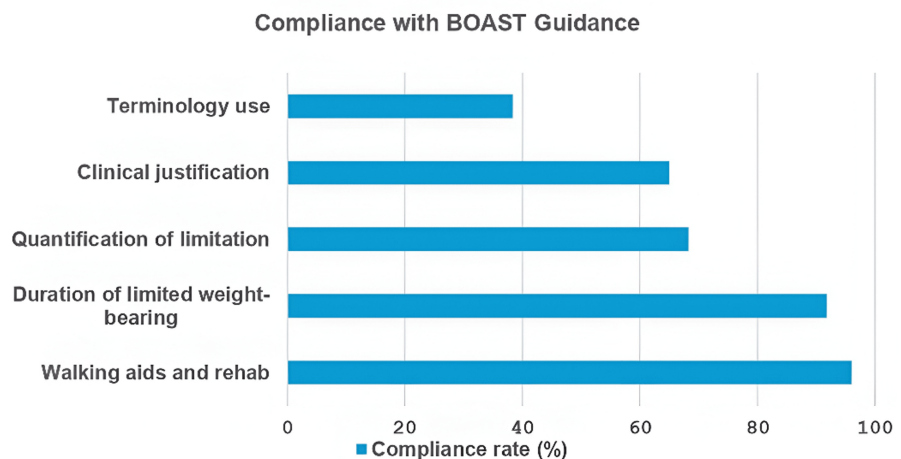 Compliance with BOAST Guidance
Terminology use
Clinical justification
Quantification of limitation
Duration of limited weight-
bearing
Walking aids and rehab
0 20 40 60 80 100
Compliance rate (%)